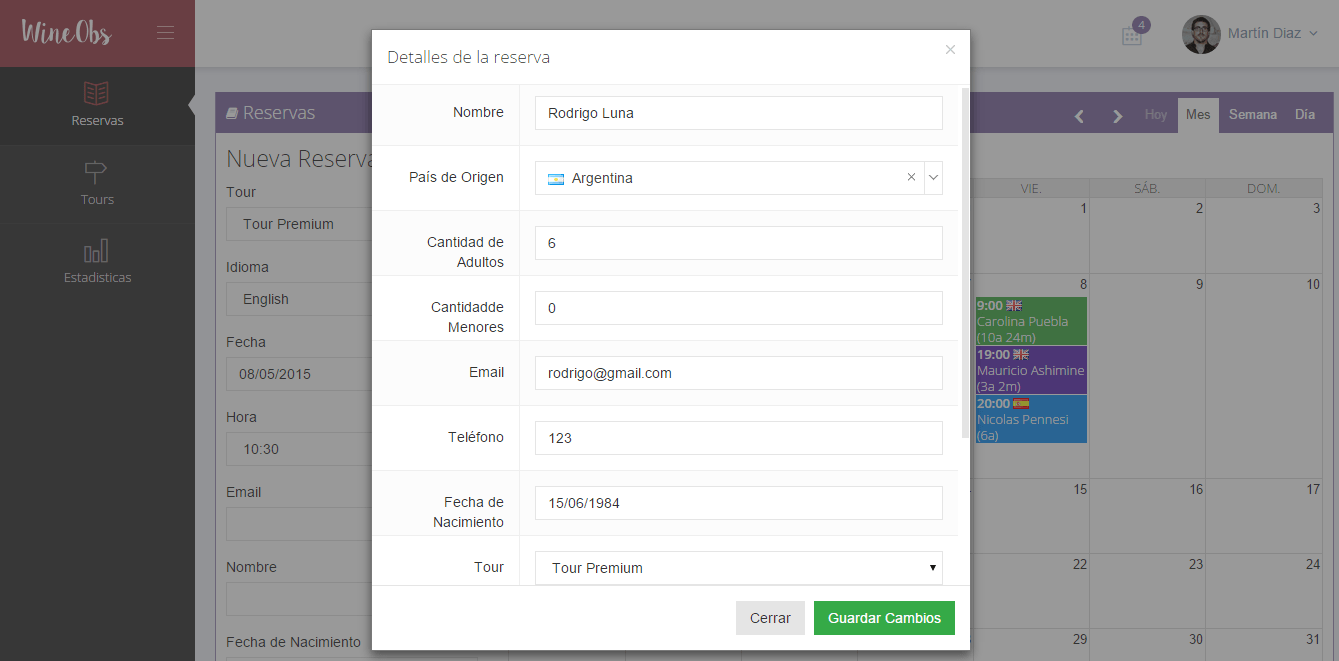 WineObs
4
Martín Díaz
Reservas
Tours
Estadisticas
Reservas
Hoy
Mes
Semana
Día
Nueva Reserva
Tour
Tour Premium
Idioma
English
Fecha
08/05/2015
Hora
10:30
Email
Nombre
Fecha de Nacimiento
Detalles de la reserva
×
Nombre
Rodrigo Luna
País de Origen
Argentina
×
Cantidad de
Adultos
6
Cantidadde
Menores
0
Email
rodrigo@gmail.com
Teléfono
123
Fecha de
Nacimiento
15/06/1984
Tour
Tour Premium
Cerrar
Guardar Cambios
VIE.
SÁB.
DOM.
1
2
3
8
9
10
9:00
Carolina Puebla
(10a 24m)
19:00
Mauricio Ashimine
(3a 2m)
20:00
Nicolas Pennesi
(6a)
15
16
17
22
23
24
29
30
31